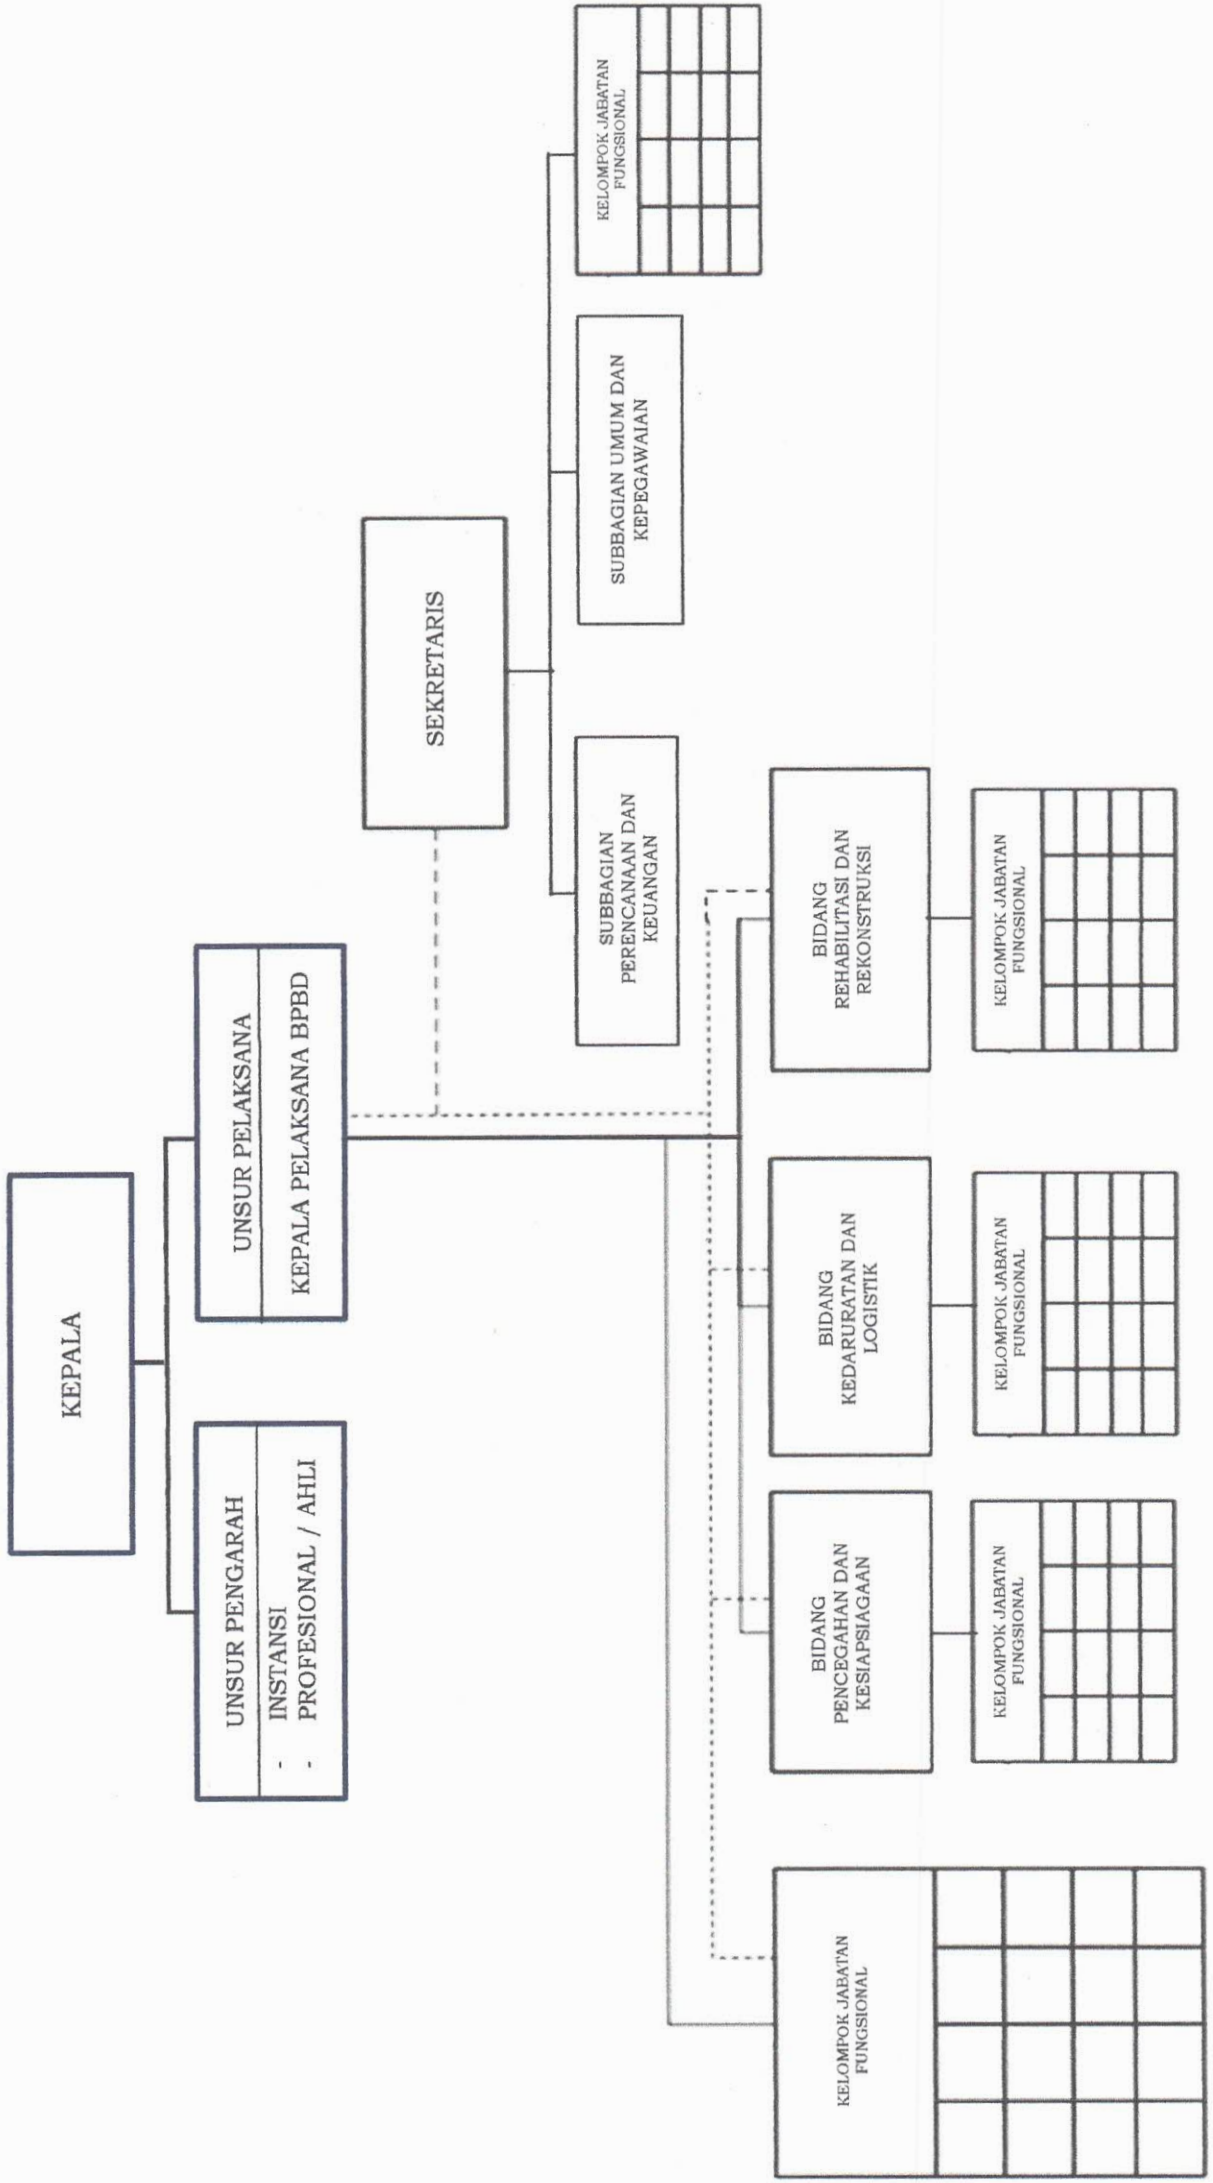 KEPALA
UNSUR PENGARAH
- INSTANSI
- PROFESIONAL / AHLI
UNSUR PELAKSANA
KEPALA PELAKSANA BPBD
SEKRETARIS
SUBBAGIAN
PERENCANAAN DAN
KEUANGAN
SUBBAGIAN UMUM DAN
KEPEGAWAIAN
KELOMPOK JABATAN
FUNGSIONAL
KELOMPOK JABATAN
FUNGSIONAL
BIDANG
PENCEGAHAN DAN
KESIAPSIAGAAN
BIDANG
KEDARURATAN DAN
LOGISTIK
BIDANG
REHABILITASI DAN
REKONSTRUKSI
KELOMPOK JABATAN
FUNGSIONAL
KELOMPOK JABATAN
FUNGSIONAL
KELOMPOK JABATAN
FUNGSIONAL